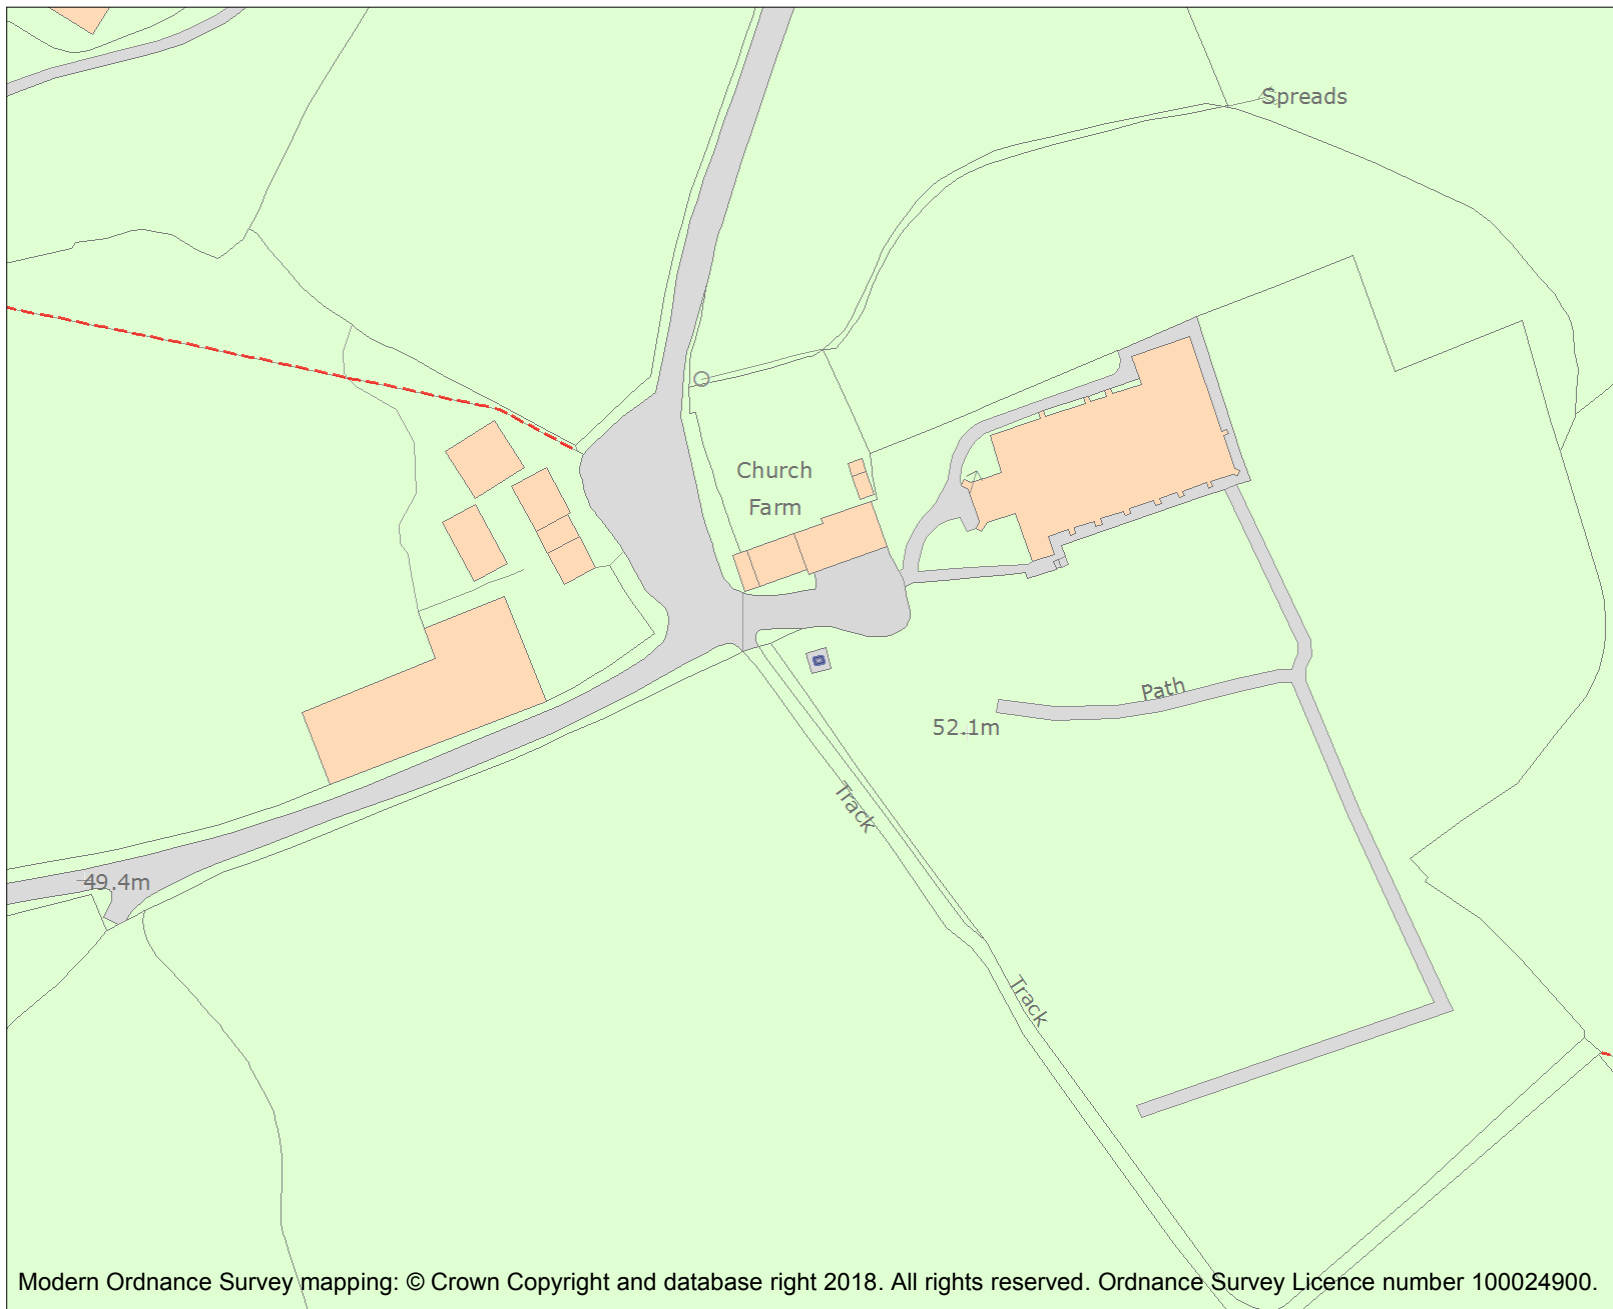 Spreads
Church
Farm
Path
52.1m
Track
49.4m
Track
Modern Ordnance Survey mapping: © Crown Copyright and database right 2018. All rights reserved. Ordnance Survey Licence number 100024900.